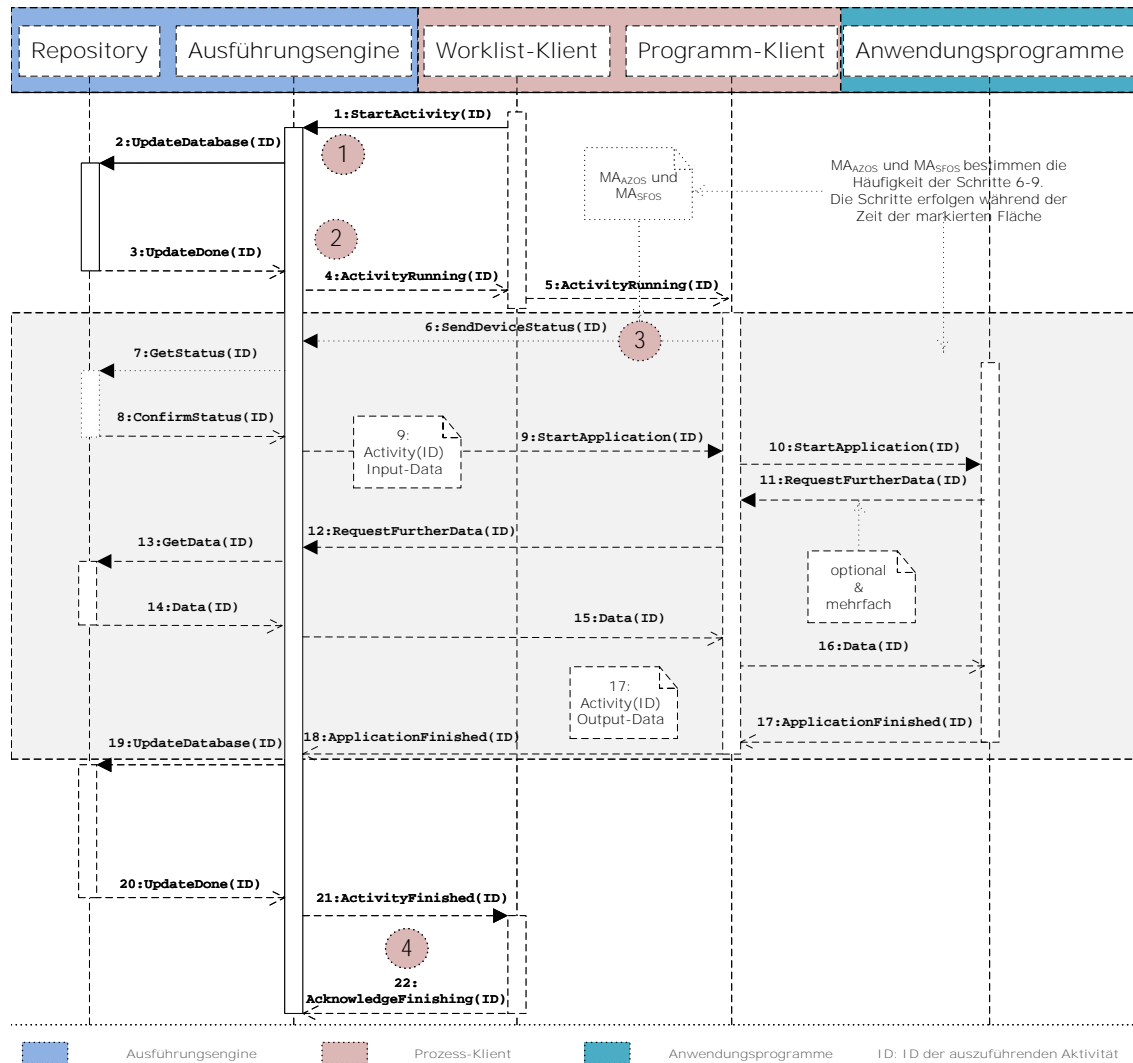 Repository
Ausführungsengine
Worklist-Klient
Programm-Klient
Anwendungsprogramme
1:StartActivity(ID)
2:UpdateDatabase(ID)
1
MA_AZOS und
MA_SFOS
MA_AZOS und MA_SFOS bestimmen die
Häufigkeit der Schritte 6-9.
Die Schritte erfolgen während der
Zeit der markierten Fläche
2
3:UpdateDone(ID)
4:ActivityRunning(ID)
5:ActivityRunning(ID)
6:SendDeviceStatus(ID)
3
7:GetStatus(ID)
8:ConfirmStatus(ID)
9:
Activity(ID)
Input-Data
9:StartApplication(ID)
10:StartApplication(ID)
11:RequestFurtherData(ID)
12:RequestFurtherData(ID)
13:GetData(ID)
optional
&
mehrfach
14:Data(ID)
15:Data(ID)
16:Data(ID)
17:
Activity(ID)
Output-Data
17:ApplicationFinished(ID)
18:ApplicationFinished(ID)
19:UpdateDatabase(ID)
20:UpdateDone(ID)
21:ActivityFinished(ID)
4
22:
AcknowledgeFinishing(ID)
Ausführungsengine
Prozess-Klient
Anwendungsprogramme
ID: ID der auszuführenden Aktivität